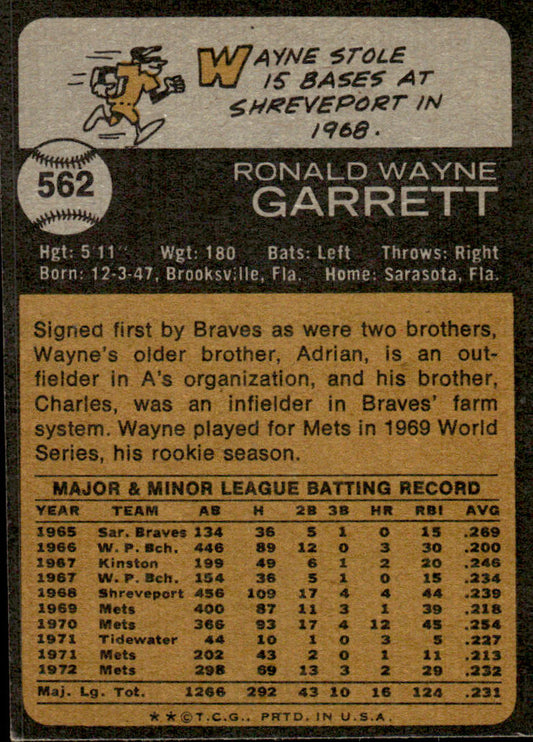 WAYNE STOLE
15 BASES AT
SHREVEPORT IN
1968.
562
RONALD WAYNE
GARRETT
Hgt: 5'11" Wgt: 180 Bats: Left Throws: Right
Born: 12-3-47, Brooksville, Fla. Home: Sarasota, Fla.
Signed first by Braves as were two brothers,
Wayne's older brother, Adrian, is an out-
fielder in A's organization, and his brother,
Charles, was an infielder in Braves' farm
system. Wayne played for Mets in 1969 World
Series, his rookie season.
MAJOR & MINOR LEAGUE BATTING RECORD
YEAR TEAM AB H 2B 3B HR RBI AVG
1965 Sar. Braves 134 36 5 1 0 15 .269
1966 W. P. Bch. 446 89 12 0 3 30 .200
1967 Kinston 199 49 6 1 2 20 .246
1967 W. P. Bch. 154 36 5 1 0 15 .234
1968 Shreveport 456 109 17 4 4 44 .239
1969 Mets 400 87 11 3 1 39 .218
1970 Mets 366 93 17 4 12 45 .254
1971 Tidewater 44 10 1 0 3 5 .227
1971 Mets 202 43 2 0 1 11 .213
1972 Mets 298 69 13 3 2 29 .232
Maj. Lg. Tot. 1266 292 43 10 16 124 .231
**©T.C.G., PRTD. IN U.S.A.